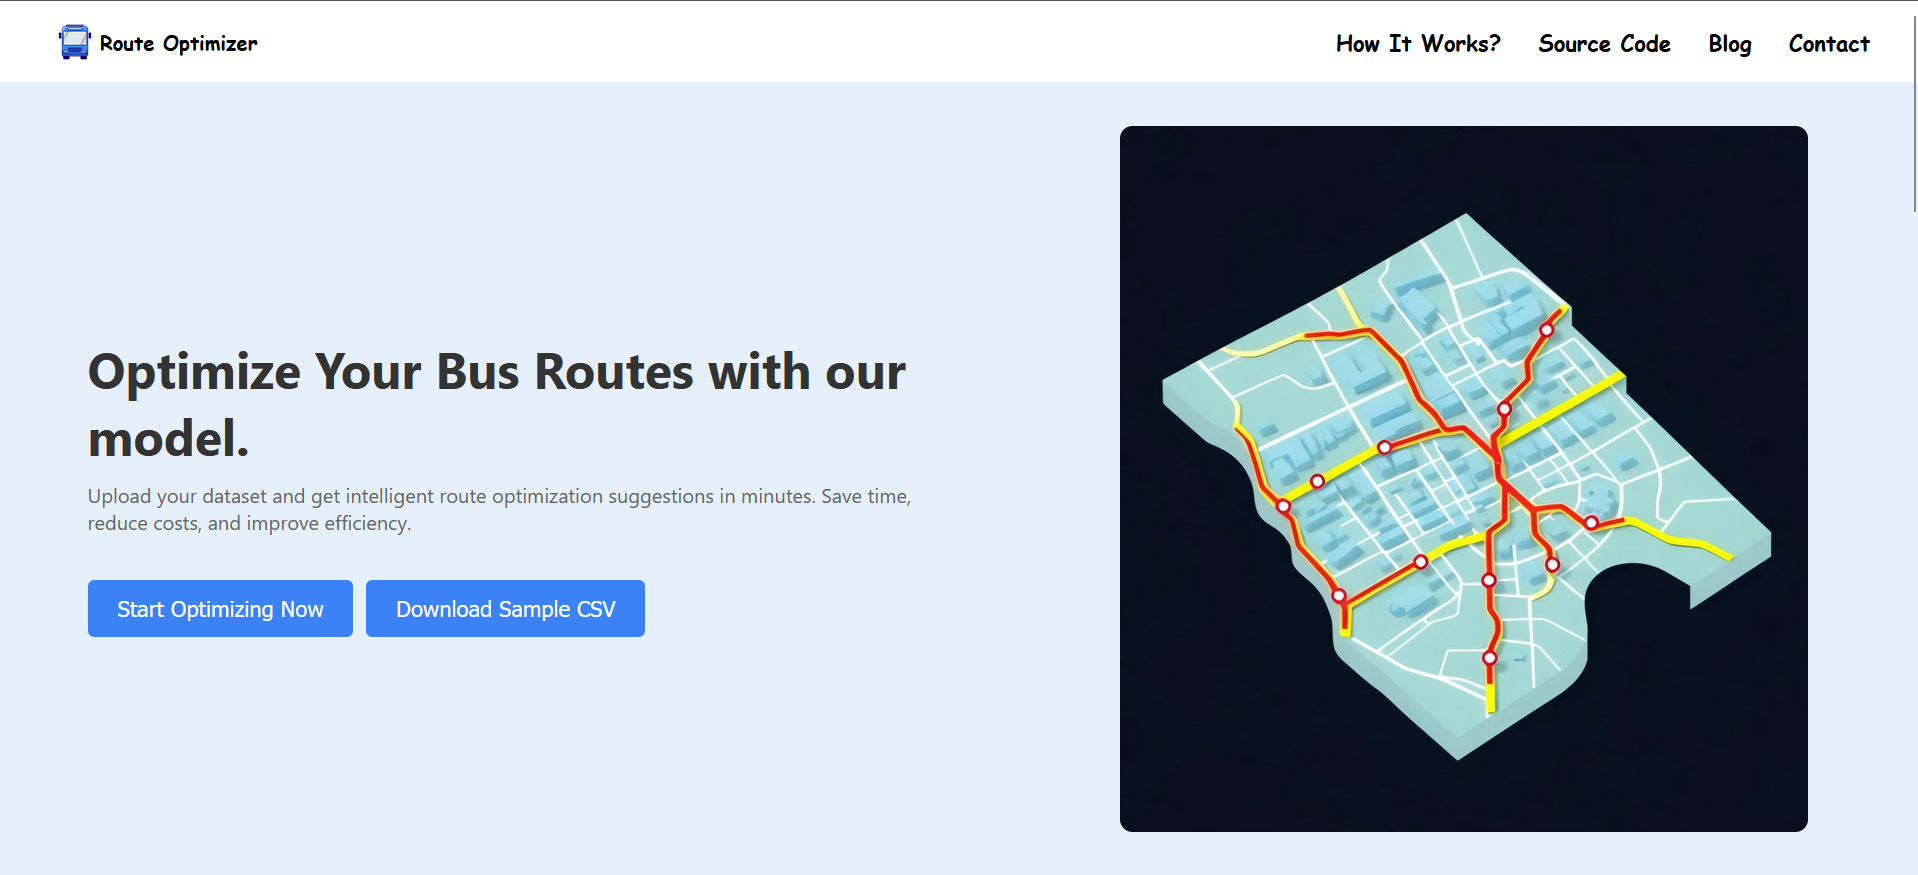 Route Optimizer
How It Works?
Source Code
Blog
Contact
Optimize Your Bus Routes with our
model.
Upload your dataset and get intelligent route optimization suggestions in minutes. Save time,
reduce costs, and improve efficiency.
Start Optimizing Now
Download Sample CSV